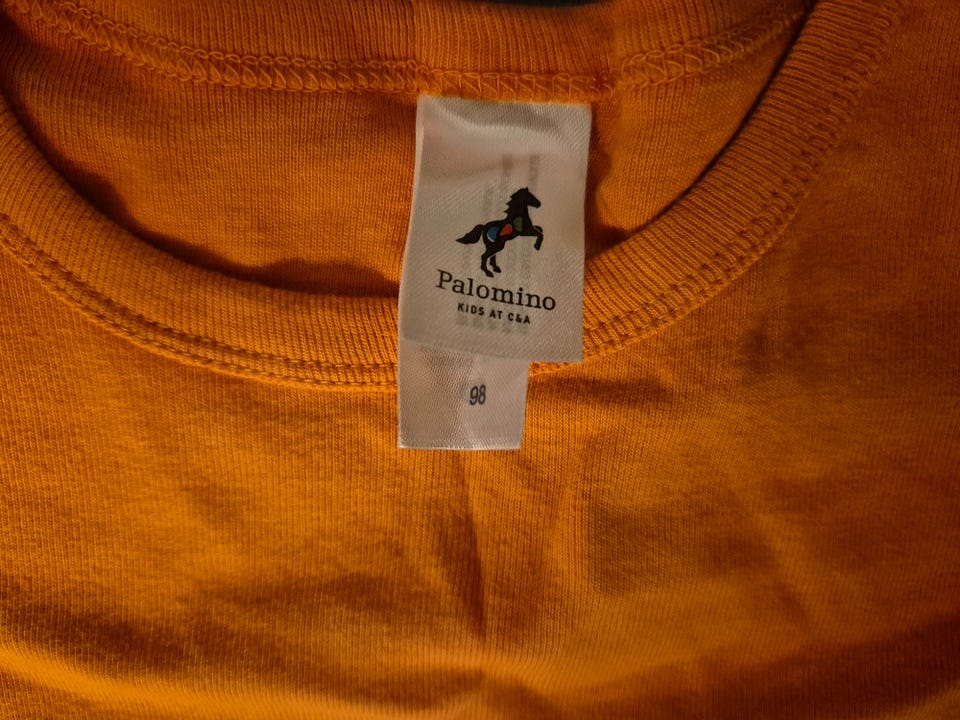 Palomino
KIDS AT C&A
98